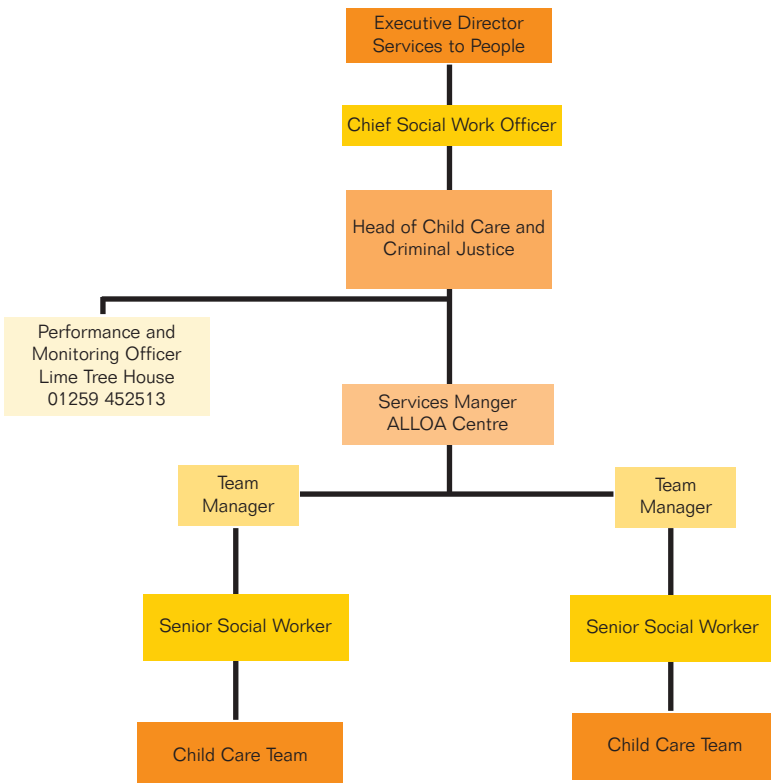 Executive Director
Services to People
Chief Social Work Officer
Head of Child Care and
Criminal Justice
Performance and
Monitoring Officer
Lime Tree House
01259 452513
Services Manger
ALLOA Centre
Team
Manager
Team
Manager
Senior Social Worker
Senior Social Worker
Child Care Team
Child Care Team